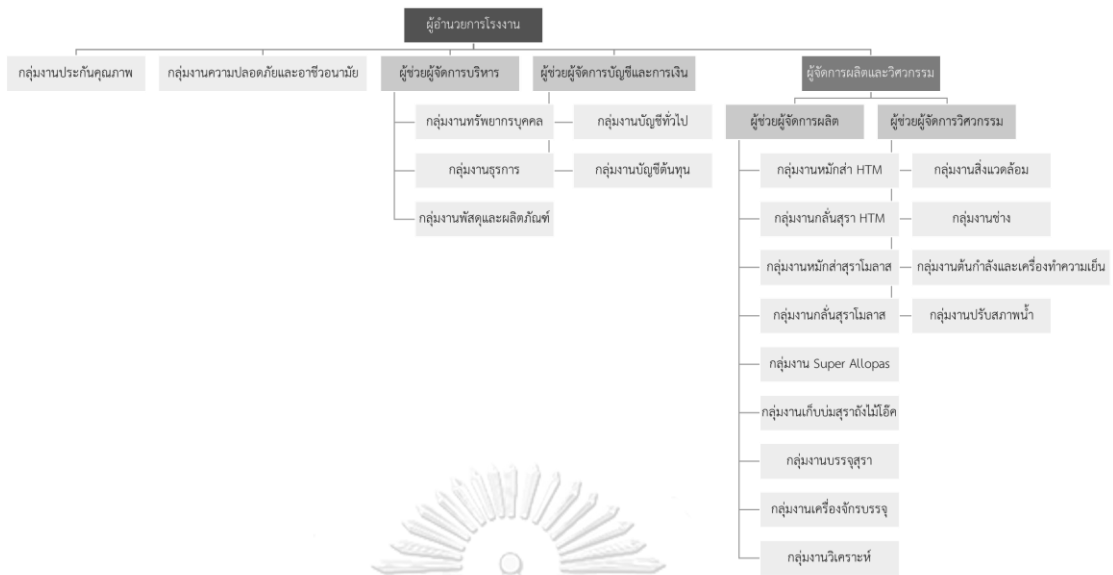 ผู้อำนวยการโรงงาน
กลุ่มงานประกันคุณภาพ
กลุ่มงานความปลอดภัยและอาชีวอนามัย
ผู้ช่วยผู้จัดการบริหาร
ผู้ช่วยผู้จัดการบัญชีและการเงิน
ผู้จัดการผลิตและวิศวกรรม
กลุ่มงานทรัพยากรบุคคล
กลุ่มงานบัญชีทั่วไป
ผู้ช่วยผู้จัดการผลิต
ผู้ช่วยผู้จัดการวิศวกรรม
กลุ่มงานธุรการ
กลุ่มงานบัญชีต้นทุน
กลุ่มงานหมักส่า HTM
กลุ่มงานสิ่งแวดล้อม
กลุ่มงานพัสดุและผลิตภัณฑ์
กลุ่มงานกลั่นสุรา HTM
กลุ่มงานช่าง
กลุ่มงานหมักส่าสุราโมลาส
กลุ่มงานต้นกำลังและเครื่องทำความเย็น
กลุ่มงานกลั่นสุราโมลาส
กลุ่มงานปรับสภาพน้ำ
กลุ่มงาน Super Allopas
กลุ่มงานเก็บบ่มสุราถังไม้โอ๊ค
กลุ่มงานบรรจุสุรา
กลุ่มงานเครื่องจักรบรรจุ
กลุ่มงานวิเคราะห์